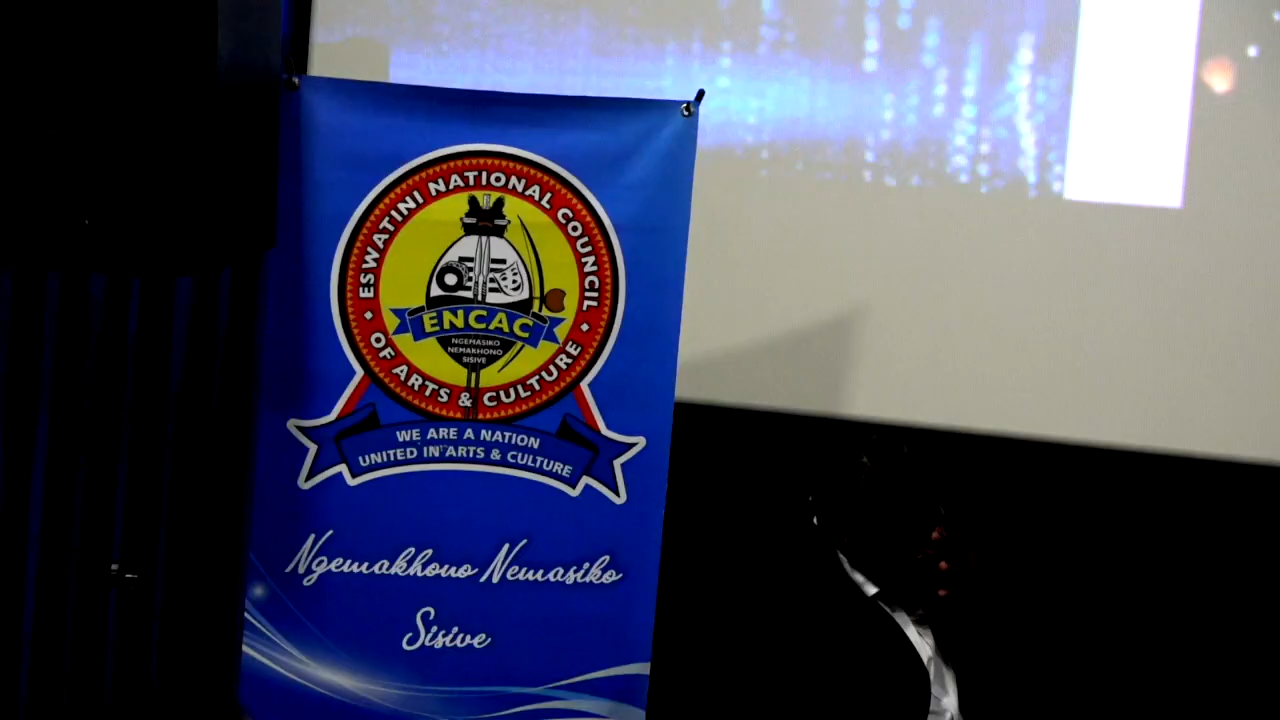 ESWATINI NATIONAL COUNCIL
OF ARTS & CULTURE
ENCAC
NGEMASIKO
NEMAKHONO
SISIVE
WE ARE A NATION
UNITED IN ARTS & CULTURE
Ngemakhono Nemasiko
Sisive